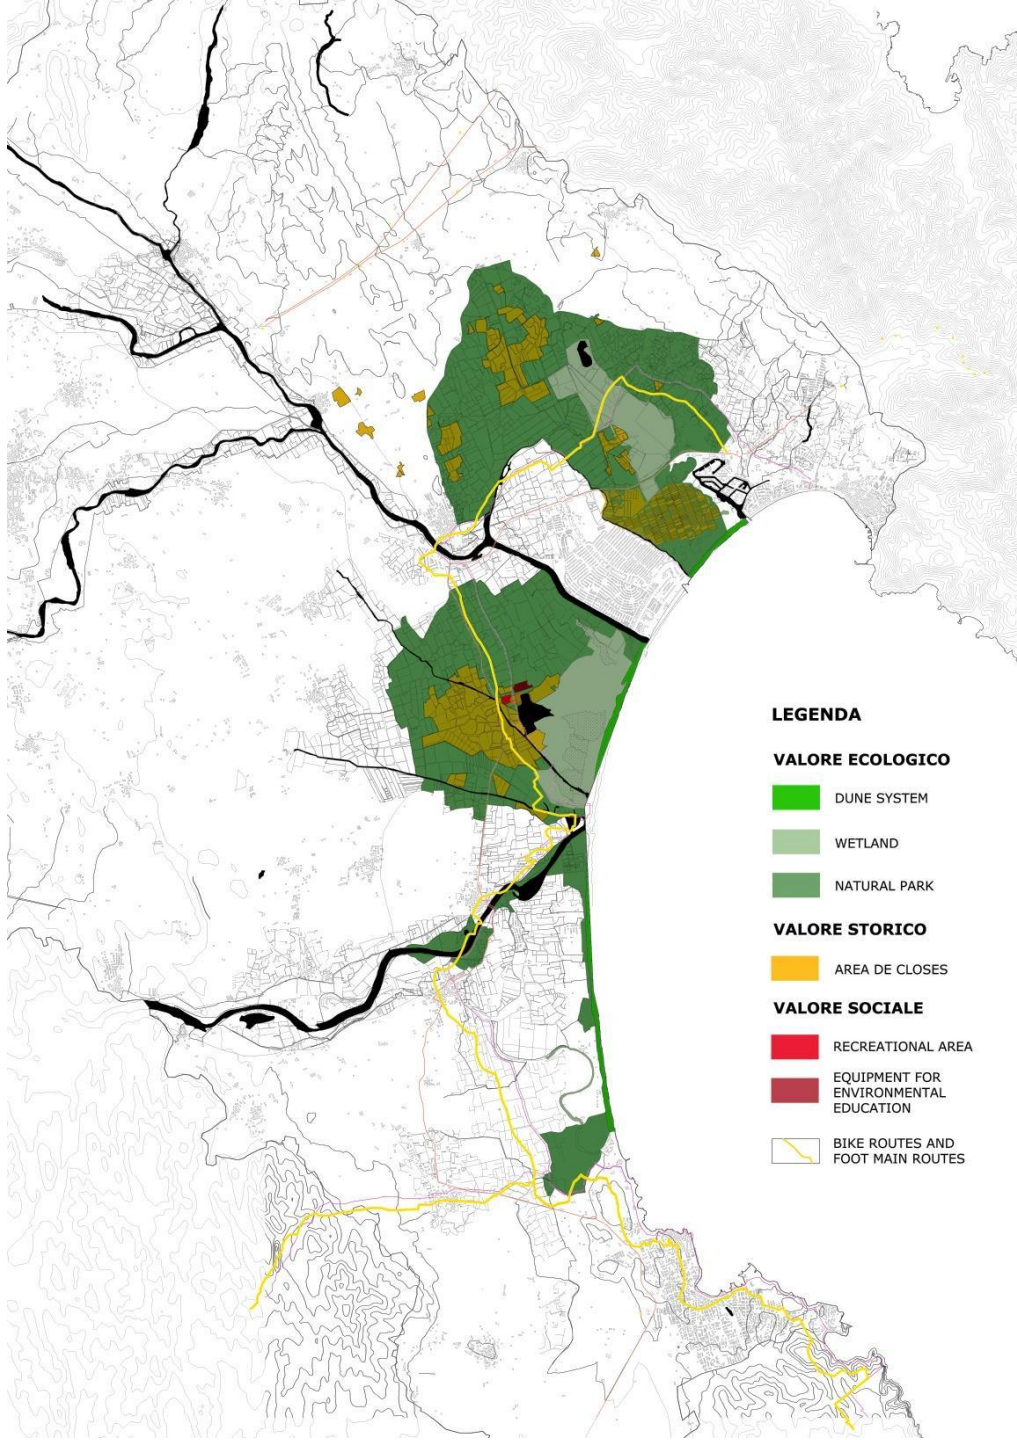 LEGENDA
VALORE ECOLOGICO
DUNE SYSTEM
WETLAND
NATURAL PARK
VALORE STORICO
AREA DE CLOSES
VALORE SOCIALE
RECREATIONAL AREA
EQUIPMENT FOR
ENVIRONMENTAL
EDUCATION
BIKE ROUTES AND
FOOT MAIN ROUTES